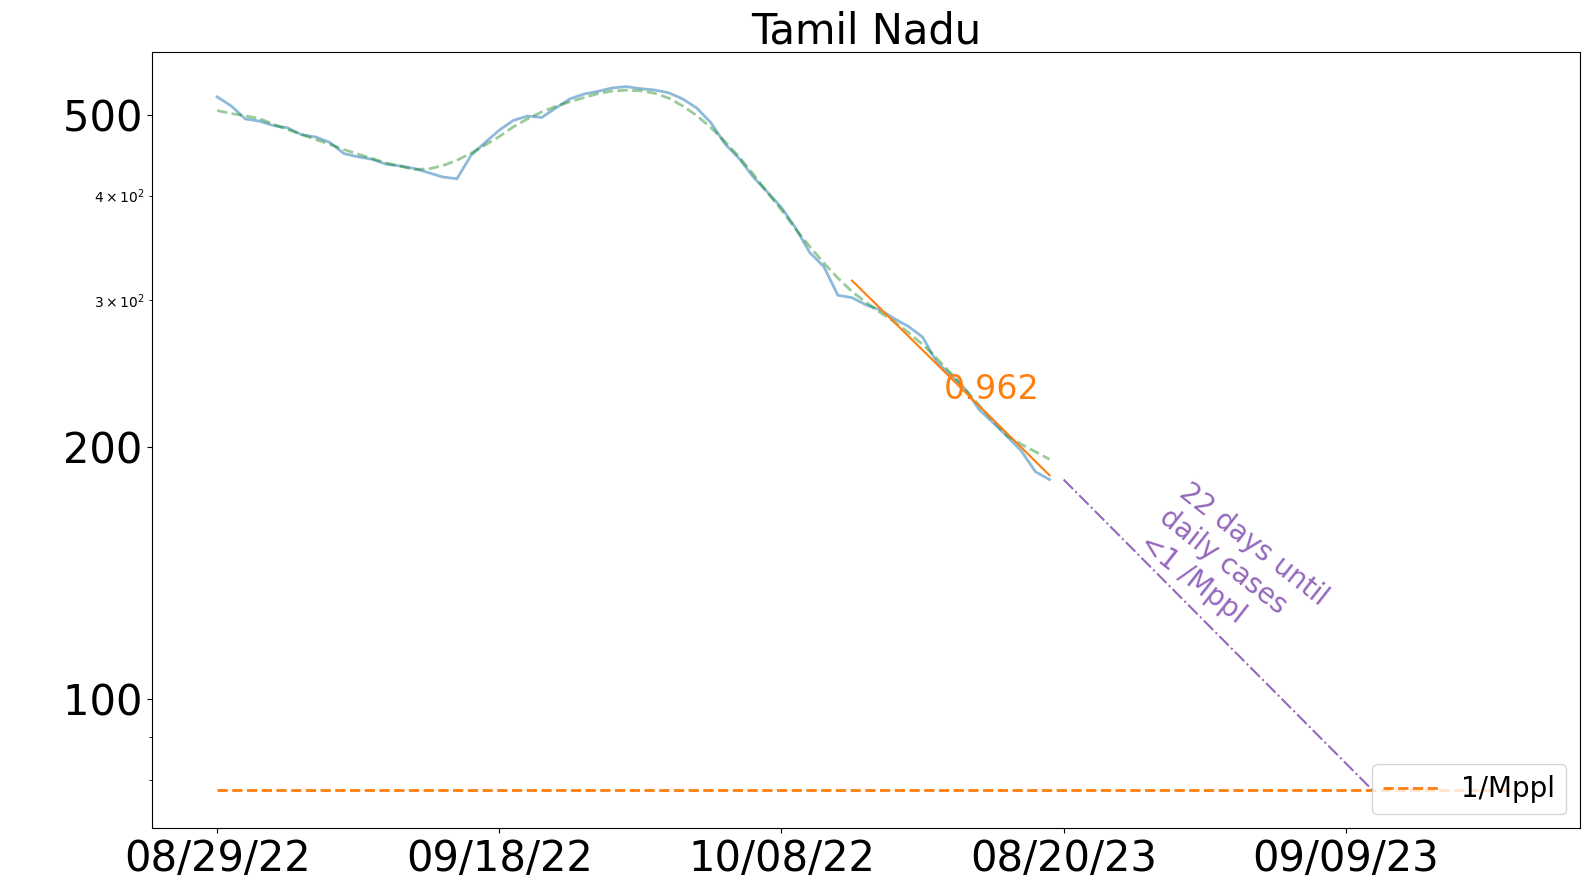 Tamil Nadu
500
4 × 10²
3 × 10²
200
100
0.962
22 days until
daily cases
<1 /Mppl
1/Mppl
08/29/22
09/18/22
10/08/22
08/20/23
09/09/23